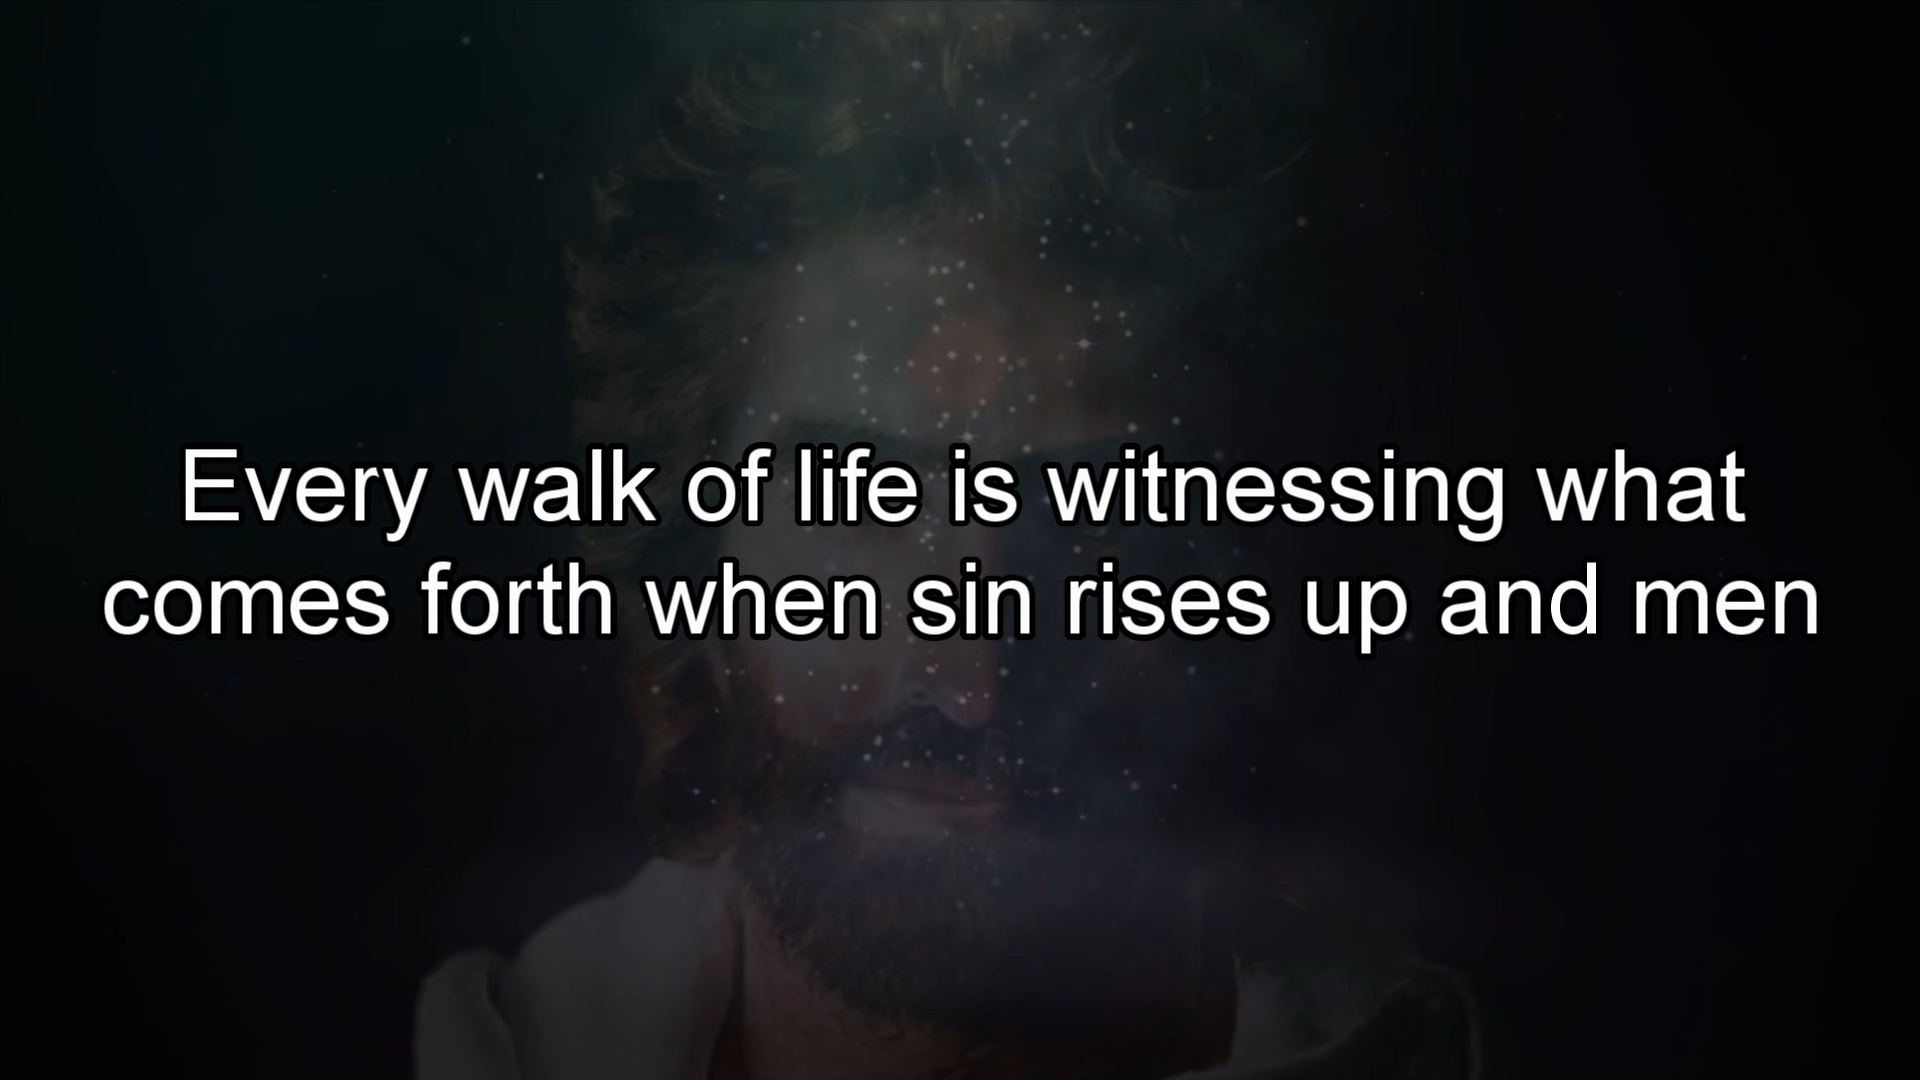 Every walk of life is witnessing what
comes forth when sin rises up and men